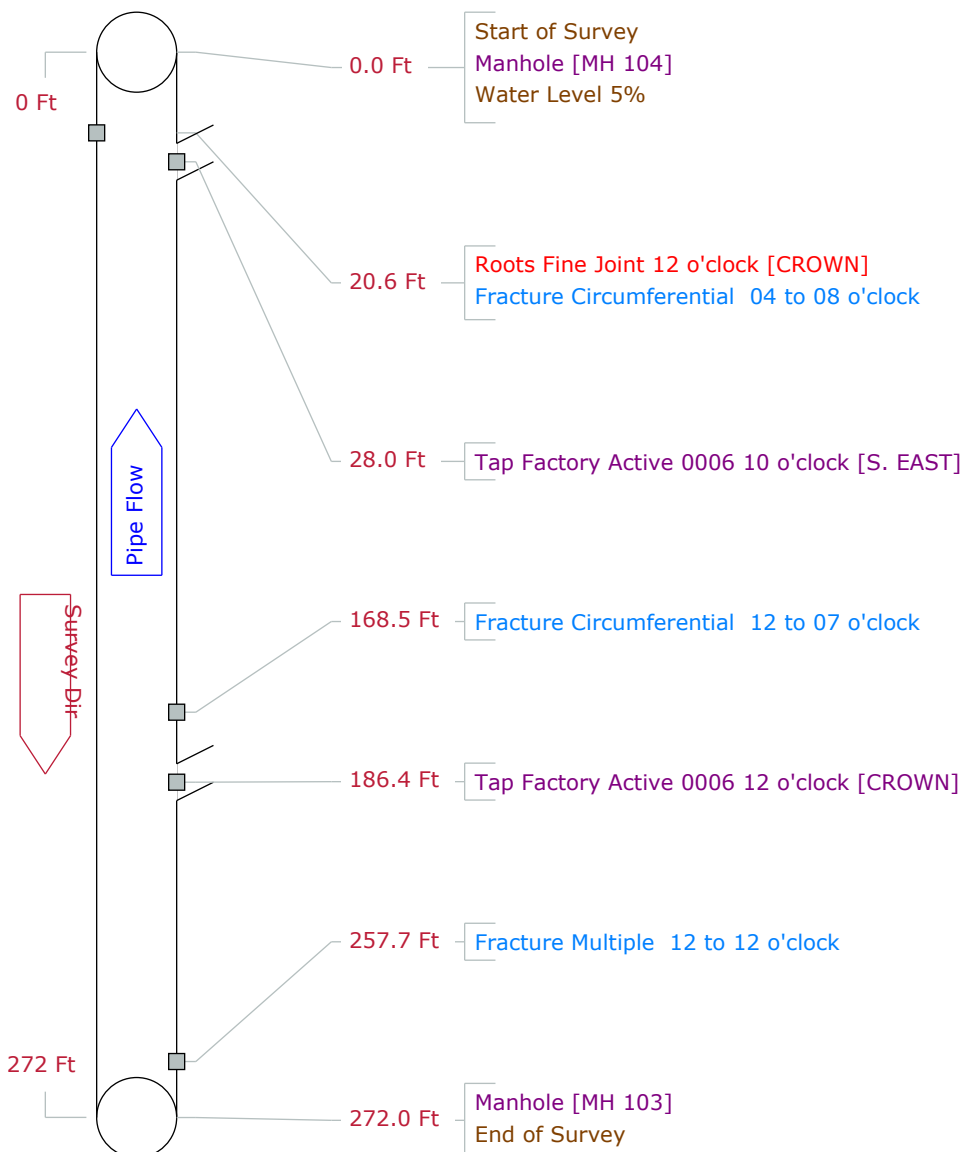 Start of Survey
0.0 Ft
Manhole [MH 104]
Water Level 5%
0 Ft
Roots Fine Joint 12 o'clock [CROWN]
20.6 Ft
Fracture Circumferential  04 to 08 o'clock
28.0 Ft
Tap Factory Active 0006 10 o'clock [S. EAST]
Pipe Flow
Survey Dir
168.5 Ft
Fracture Circumferential  12 to 07 o'clock
186.4 Ft
Tap Factory Active 0006 12 o'clock [CROWN]
257.7 Ft
Fracture Multiple  12 to 12 o'clock
272 Ft
Manhole [MH 103]
272.0 Ft
End of Survey